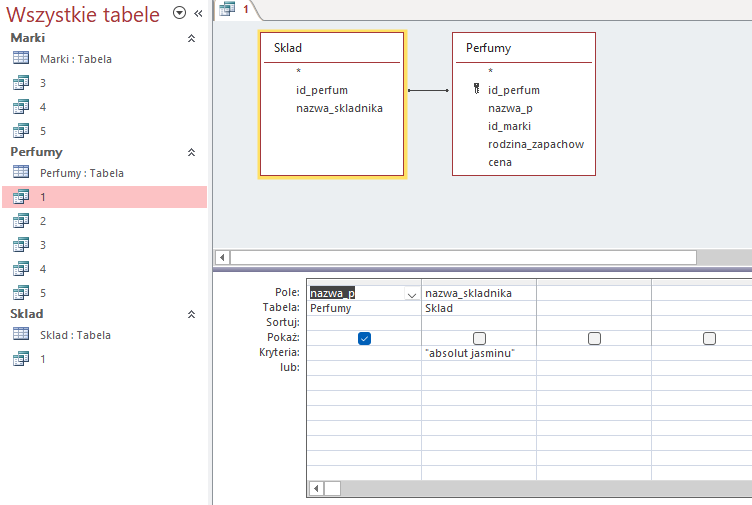 Wszystkie tabele
Marki
Marki : Tabela
3
4
5
Perfumy
Perfumy : Tabela
1
2
3
4
5
Sklad
Sklad : Tabela
1
1
Sklad
*
id_perfum
nazwa_skladnika
Perfumy
*
id_perfum
nazwa_p
id_marki
rodzina_zapachow
cena
Pole: nazwa_p nazwa_skladnika
Tabela: Perfumy Sklad
Sortuj:
Pokaż:
Kryteria: "absolut jasminu"
lub: